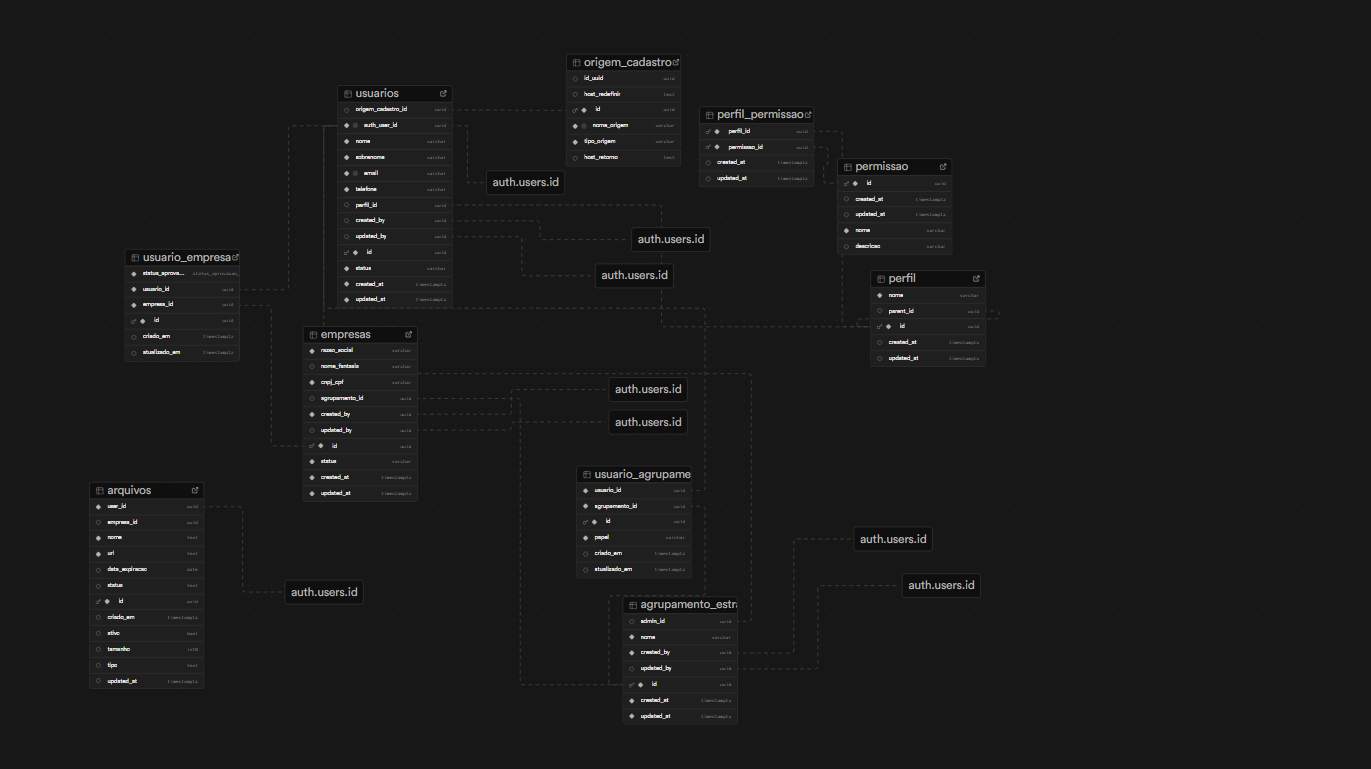 origem_cadastro
id_uuid uuid
host_redefinir text
id uuid
nome_origem varchar
tipo_origem varchar
host_retorno text
usuarios
origem_cadastro_id uuid
auth_user_id uuid
nome varchar
sobrenome varchar
email varchar
telefone varchar
perfil_id uuid
created_by uuid
updated_by uuid
id uuid
status varchar
created_at timestamptz
updated_at timestamptz
perfil_permissao
perfil_id uuid
permissao_id uuid
created_at timestamptz
updated_at timestamptz
permissao
id uuid
created_at timestamptz
updated_at timestamptz
nome varchar
descricao varchar
auth.users.id
auth.users.id
auth.users.id
usuario_empresa
status_aprova...
usuario_id uuid
empresa_id uuid
id uuid
criado_em timestamptz
atualizado_em timestamptz
perfil
nome varchar
parent_id uuid
id uuid
created_at timestamptz
updated_at timestamptz
empresas
razao_social varchar
nome_fantasia varchar
cnpj_cpf varchar
agrupamento_id uuid
created_by uuid
updated_by uuid
id uuid
status varchar
created_at timestamptz
updated_at timestamptz
auth.users.id
auth.users.id
usuario_agrupame
usuario_id uuid
agrupamento_id uuid
id uuid
papel varchar
criado_em timestamptz
atualizado_em timestamptz
arquivos
user_id uuid
empresa_id uuid
nome text
url text
data_expiracao date
status text
id uuid
criado_em timestamptz
ativo bool
tamanho
tipo text
updated_at timestamptz
auth.users.id
auth.users.id
auth.users.id
agrupamento_estr
admin_id uuid
nome varchar
created_by uuid
updated_by uuid
id uuid
created_at timestamptz
updated_at timestamptz